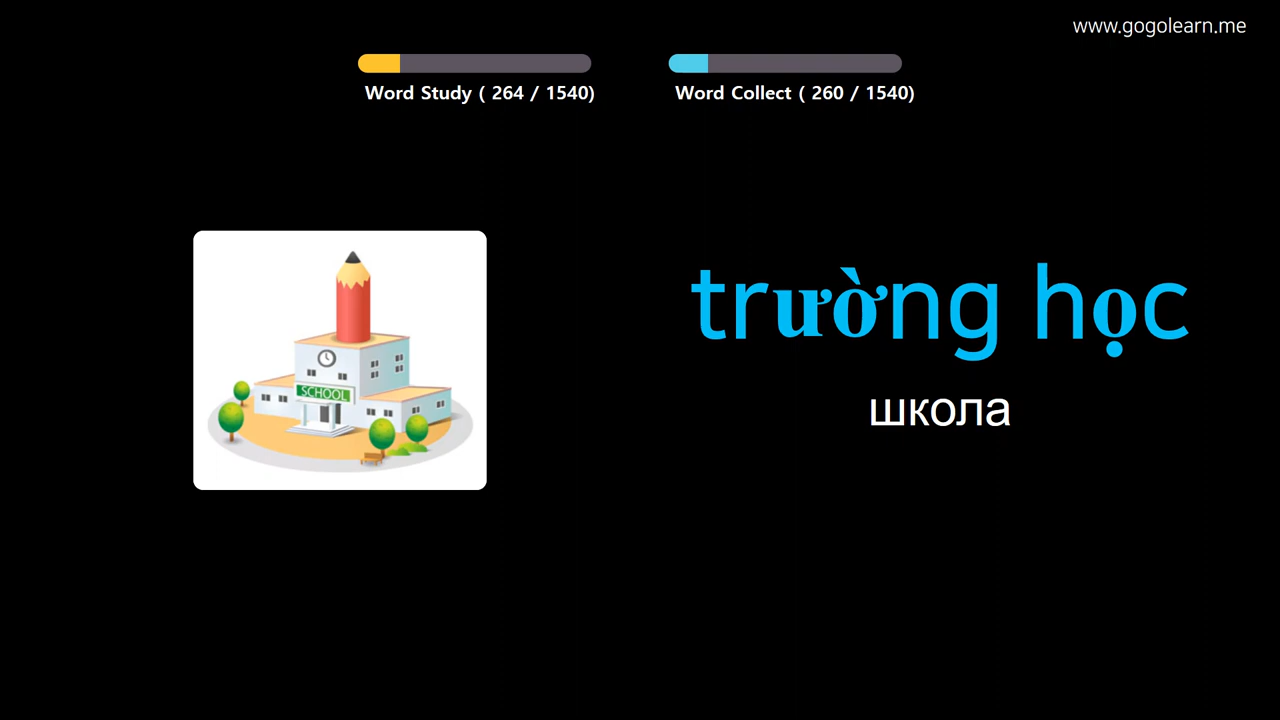 www.gogolearn.me
Word Study ( 264 / 1540)
Word Collect ( 260 / 1540)
SCHOOL
trường học
школа